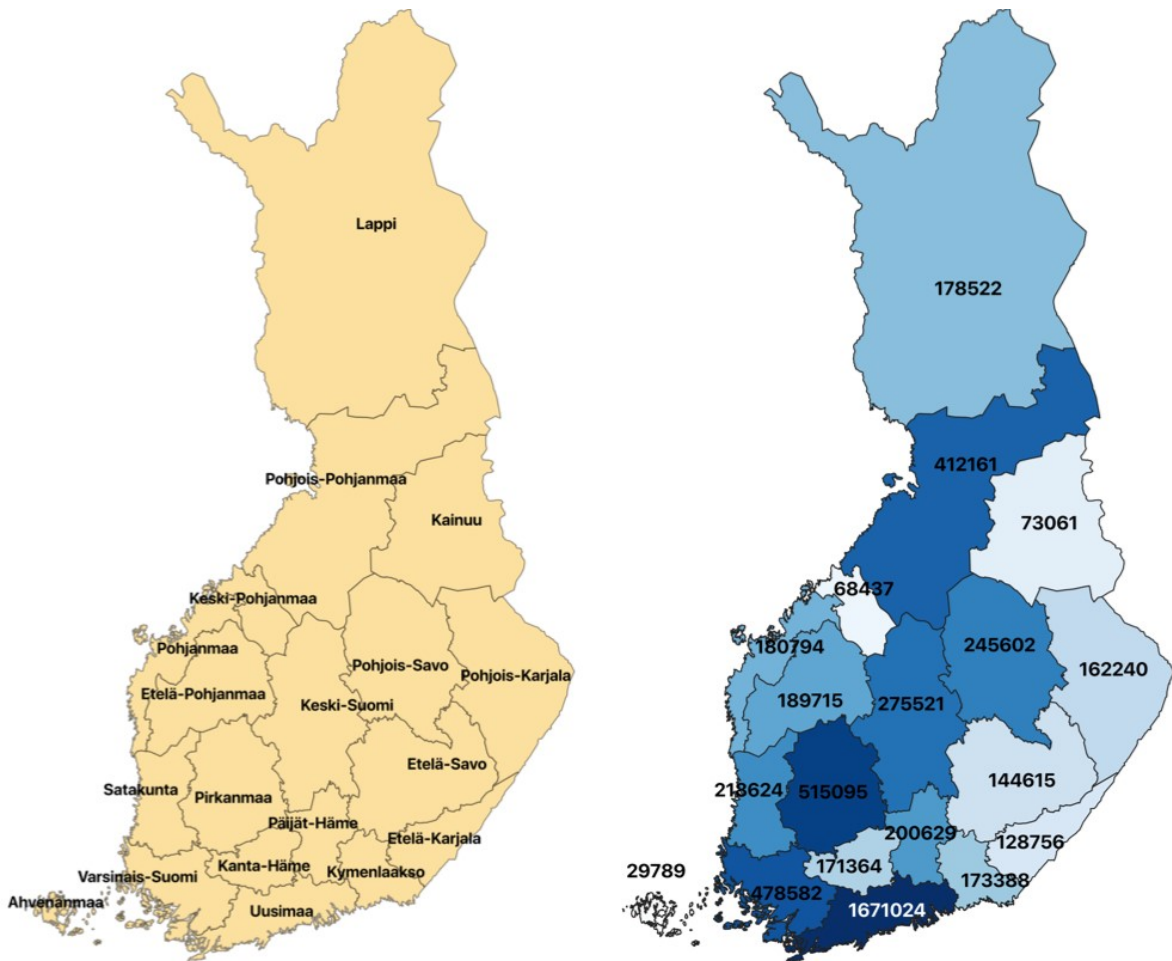 Lappi
Pohjois-Pohjanmaa
Kainuu
Keski-Pohjanmaa
Pohjanmaa
Pohjois-Savo
Pohjois-Karjala
Etelä-Pohjanmaa
Keski-Suomi
Etelä-Savo
Satakunta
Pirkanmaa
Päijät-Häme
Etelä-Karjala
Kanta-Häme
Kymenlaakso
Varsinais-Suomi
Ahvenanmaa
Uusimaa
178522
412161
73061
68437
180794
245602
162240
189715
275521
144615
218624
515095
200629
128756
171364
173388
29789
478582
1671024